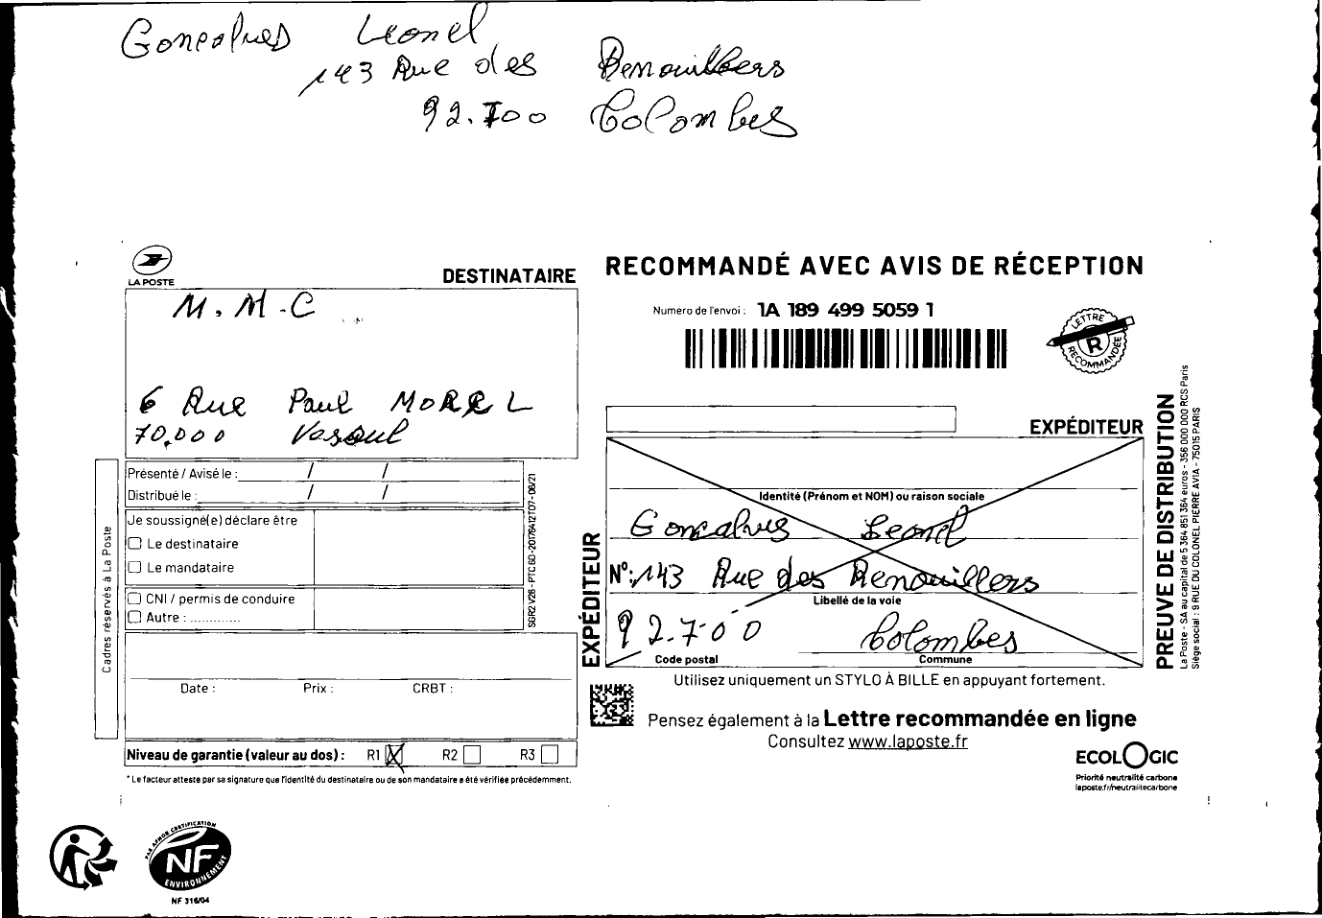 Goncalves Leonel
143 Rue des Renouillers
92.700 Colombes
LA POSTE
DESTINATAIRE
M.M.C
6 Rue Paul MOREL
70,000 Vesoul
RECOMMANDÉ AVEC AVIS DE RÉCEPTION
Numero de l'envoi : 1A 189 499 5059 1
LETTRE RECOMMANDÉE
R
EXPÉDITEUR
Identité (Prénom et NOM) ou raison sociale
Goncalves Leonel
N°: 143 Rue des Renouillers
Libellé de la voie
92.700 Colombes
Code postal Commune
EXPÉDITEUR
Utilisez uniquement un STYLO À BILLE en appuyant fortement.
Pensez également à la Lettre recommandée en ligne
Consultez www.laposte.fr
ECOLOGIC
Priorité neutralité carbone
laposte.fr/neutralitecarbone
PREUVE DE DISTRIBUTION
La Poste - SA au capital de 5 364 851 364 euros - 356 000 000 RCS Paris
Siège social : 9 RUE DU COLONEL PIERRE AVIA - 75015 PARIS
Cadres réservés à La Poste
Présenté / Avisé le : / /
Distribué le : / /
Je soussigné(e) déclare être
Le destinataire
Le mandataire
CNI / permis de conduire
Autre : .............
SGR2 V28 - PTC 6D-20176412T07 - 06/21
Date : Prix : CRBT :
Niveau de garantie (valeur au dos) : R1 X R2 R3
* Le facteur atteste par sa signature que l'identité du destinataire ou de son mandataire a été vérifiée précédemment.
PAR AFNOR CERTIFICATION
NF
ENVIRONNEMENT
NF 316/04